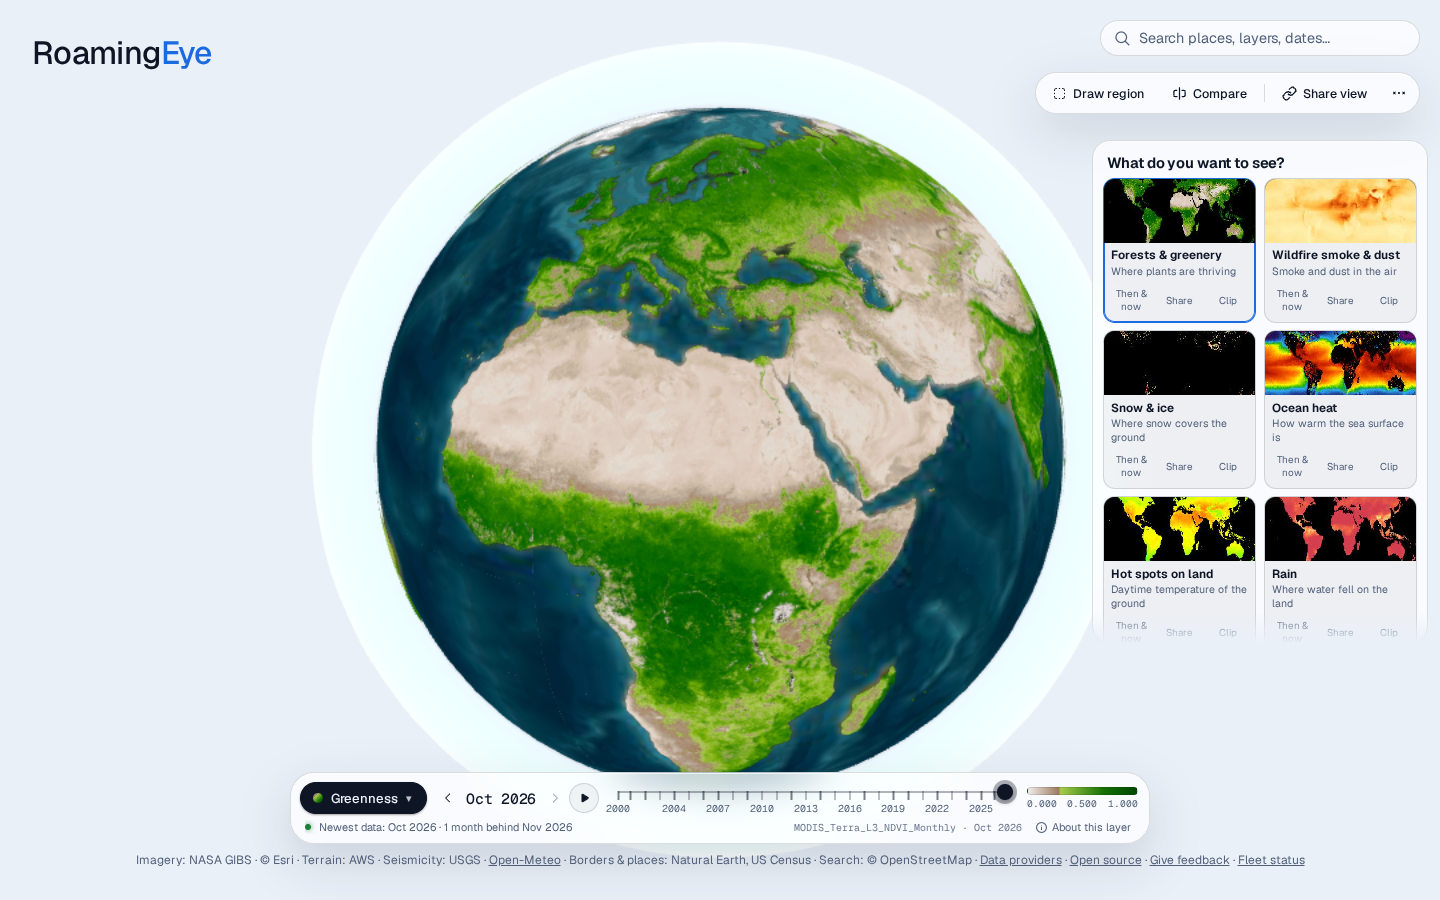 RoamingEye
Search places, layers, dates...
Draw region
Compare
Share view
What do you want to see?
Forests & greenery
Where plants are thriving
Then & now
Share
Clip
Wildfire smoke & dust
Smoke and dust in the air
Then & now
Share
Clip
Snow & ice
Where snow covers the ground
Then & now
Share
Clip
Ocean heat
How warm the sea surface is
Then & now
Share
Clip
Hot spots on land
Daytime temperature of the ground
Then & now
Share
Clip
Rain
Where water fell on the land
Then & now
Share
Clip
Greenness
Oct 2026
2000 2004 2007 2010 2013 2016 2019 2022 2025
0.000 0.500 1.000
Newest data: Oct 2026 · 1 month behind Nov 2026
MODIS_Terra_L3_NDVI_Monthly · Oct 2026
About this layer
Imagery: NASA GIBS · © Esri · Terrain: AWS · Seismicity: USGS · Open-Meteo · Borders & places: Natural Earth, US Census · Search: © OpenStreetMap · Data providers · Open source · Give feedback · Fleet status